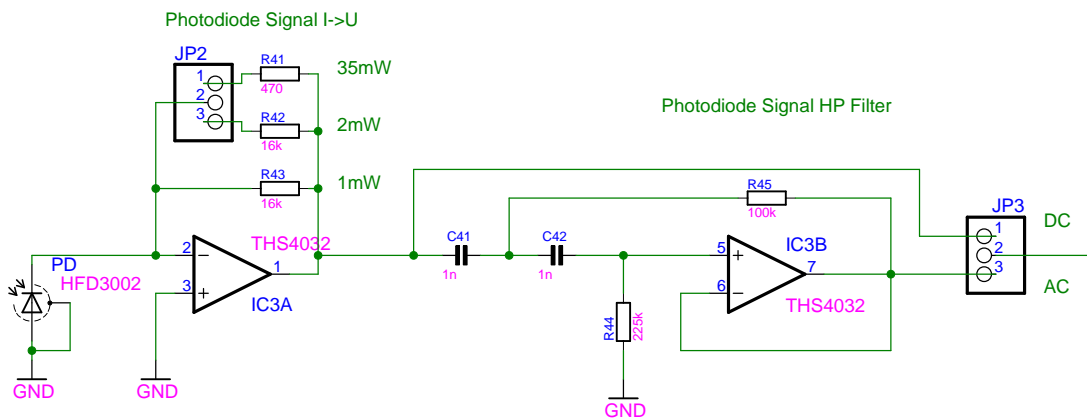 Photodiode Signal I->U
JP2
1
2
3
R41
470
35mW
R42
16k
2mW
R43
16k
1mW
Photodiode Signal HP Filter
R45
100k
JP3
1
2
3
DC
AC
PD
HFD3002
GND
2
3
1
THS4032
IC3A
GND
C41
1n
C42
1n
R44
225k
GND
5
6
7
IC3B
THS4032